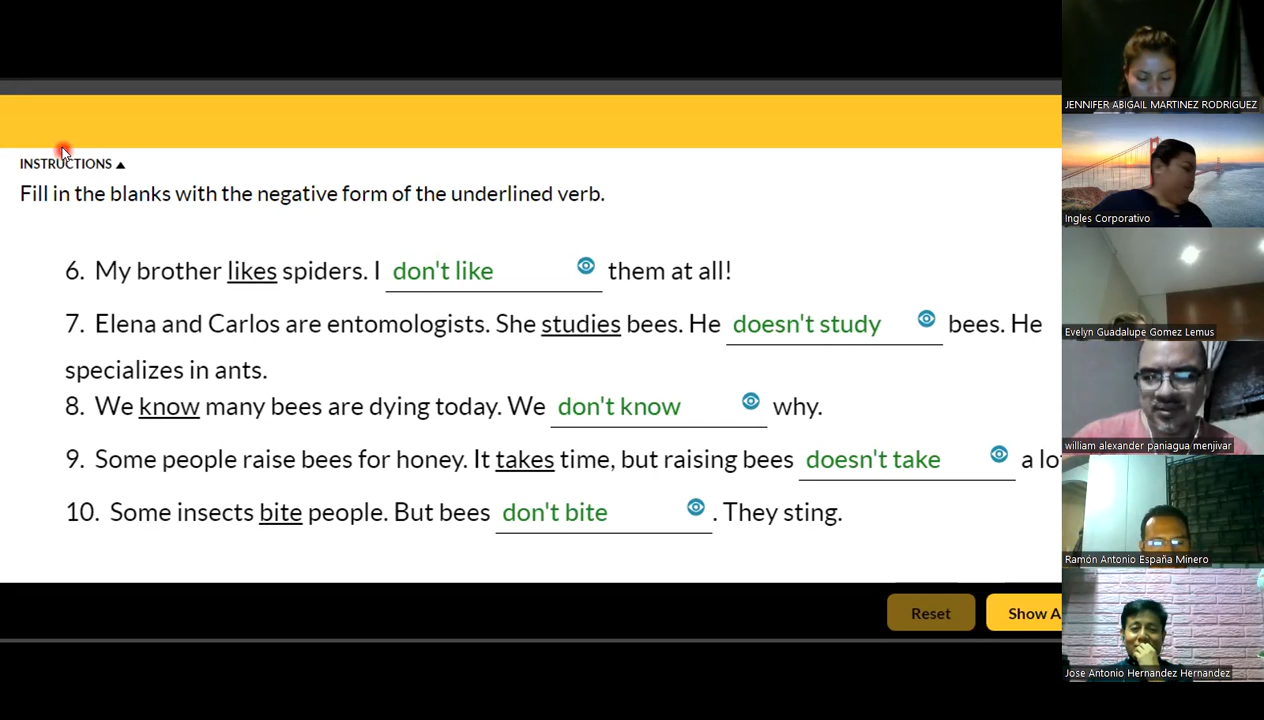 INSTRUCTIONS ▲
Fill in the blanks with the negative form of the underlined verb.
6. My brother likes spiders. I don't like them at all!
7. Elena and Carlos are entomologists. She studies bees. He doesn't study bees. He
specializes in ants.
8. We know many bees are dying today. We don't know why.
9. Some people raise bees for honey. It takes time, but raising bees doesn't take a lo
10. Some insects bite people. But bees don't bite . They sting.
Reset
Show A
JENNIFER ABIGAIL MARTINEZ RODRIGUEZ
Ingles Corporativo
Evelyn Guadalupe Gomez Lemus
william alexander paniagua menjivar
Ramón Antonio España Minero
Jose Antonio Hernandez Hernandez